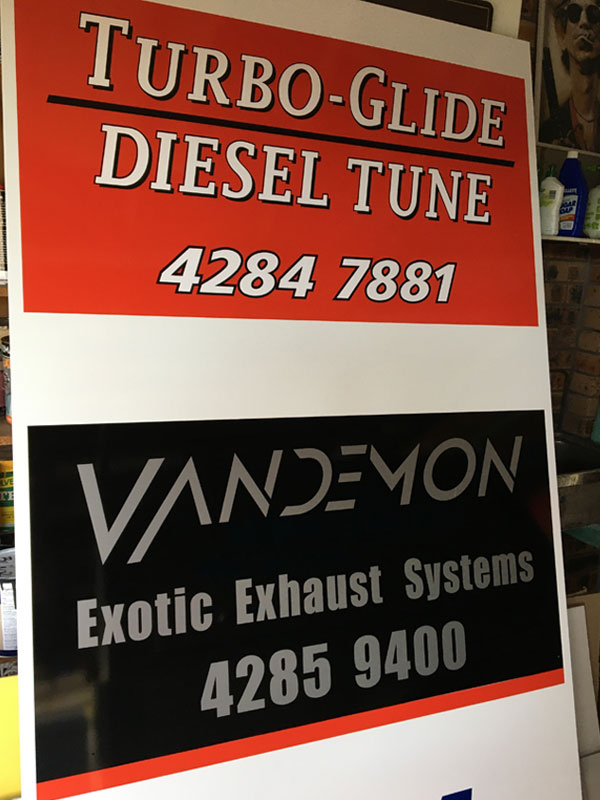 TURBO-GLIDE
DIESEL TUNE
4284 7881
VANDEMON
Exotic Exhaust Systems
4285 9400